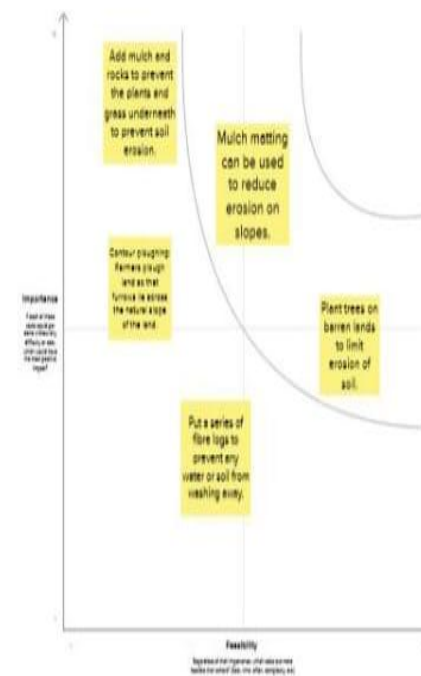 Add mulch and
rocks to prevent
the plants and
grass underneath
to prevent soil
erosion.
Mulch matting
can be used
to reduce
erosion on
slopes.
Contour ploughing:
Farmers plough
land so that
furrows lie across
the natural slope
of the land.
Importance
Plant trees on
barren lands
to limit
erosion of
soil.
Put a series of
fibre logs to
prevent any
water or soil from
washing away.
Feasibility